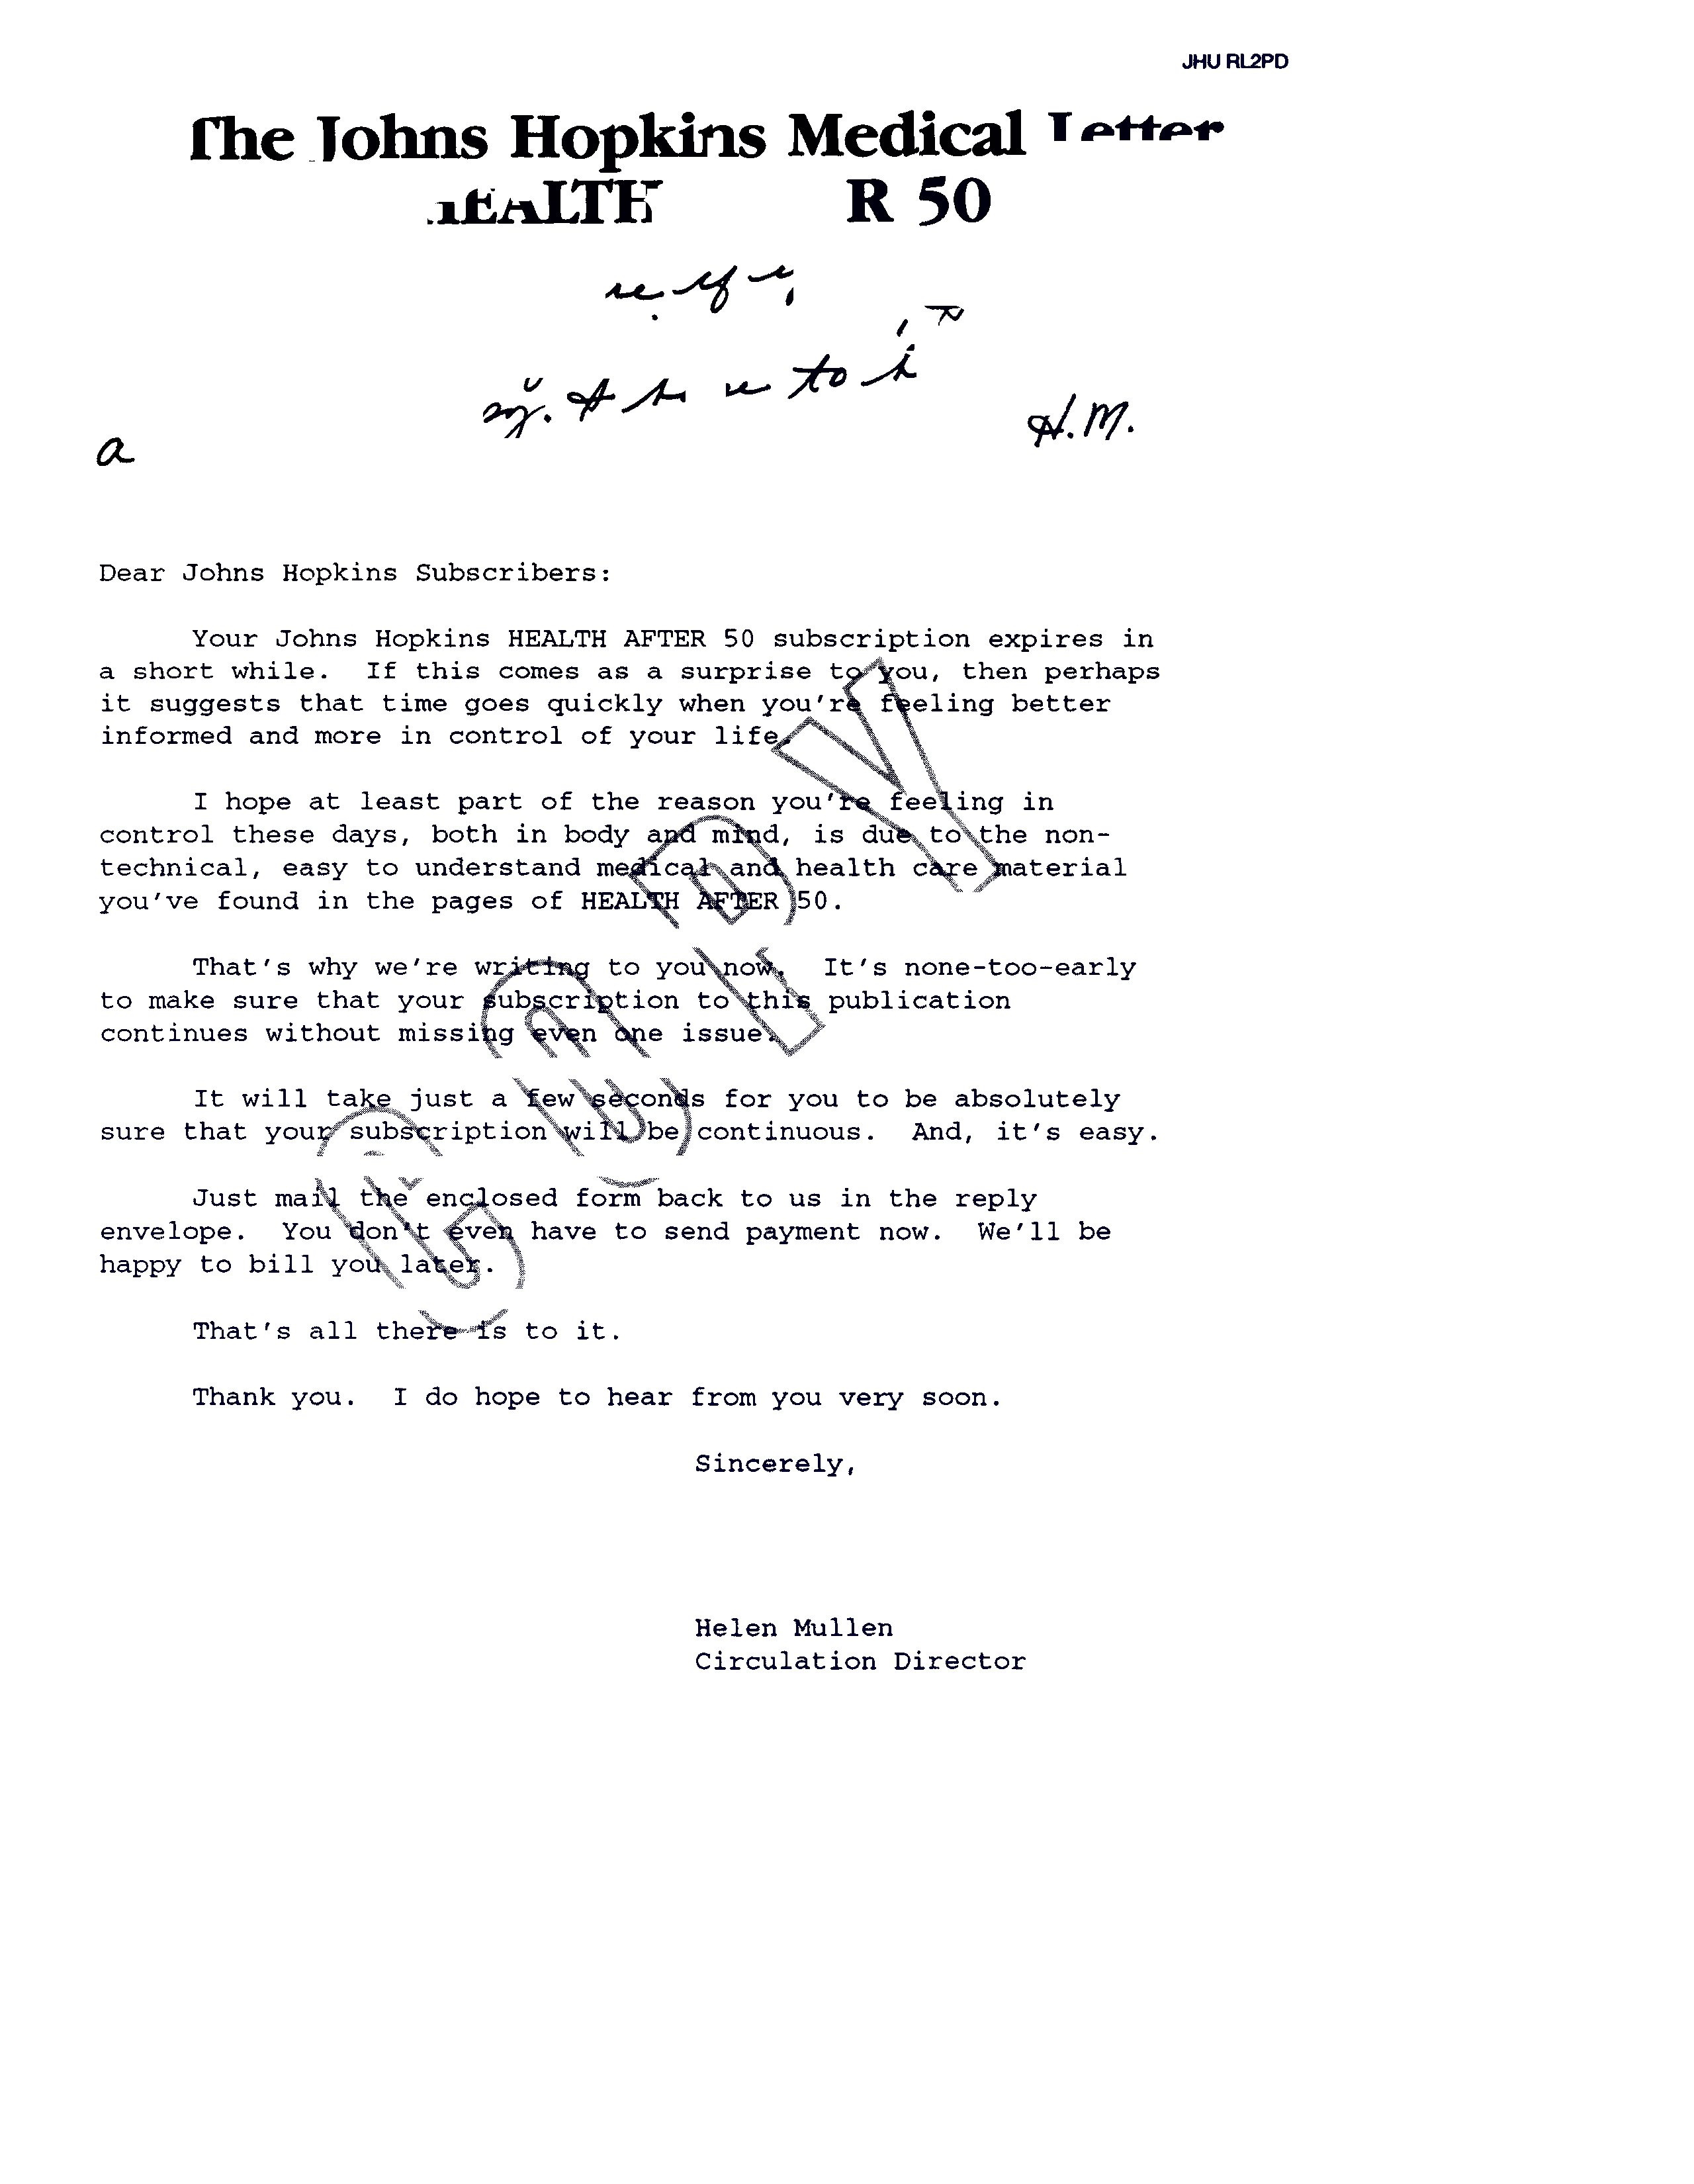 JHU RL2PD
The Johns Hopkins Medical Letter
HEALTH R 50
to
H.M.
a
Dear Johns Hopkins Subscribers:
Your Johns Hopkins HEALTH AFTER 50 subscription expires in
a short while. If this comes as a surprise to you, then perhaps
it suggests that time goes quickly when you're feeling better
informed and more in control of your life.
I hope at least part of the reason you're feeling in
control these days, both in body and mind, is due to the non-
technical, easy to understand medical and health care material
you've found in the pages of HEALTH AFTER 50.
That's why we're writing to you now. It's none-too-early
to make sure that your subscription to this publication
continues without missing even one issue.
It will take just a few seconds for you to be absolutely
sure that your subscription will be continuous. And, it's easy.
Just mail the enclosed form back to us in the reply
envelope. You don't even have to send payment now. We'll be
happy to bill you later.
That's all there is to it.
Thank you. I do hope to hear from you very soon.
Sincerely,
Helen Mullen
Circulation Director
COPY